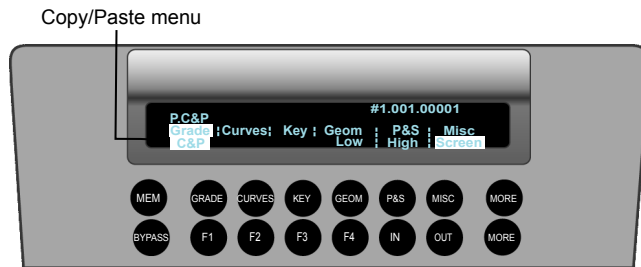 Copy/Paste menu
#1.001.00001
P.C&P
Grade ¦Curves¦ Key ¦ Geom ¦ P&S ¦ Misc
C&P Low ¦ High ¦ Screen
MEM GRADE CURVES KEY GEOM P&S MISC MORE
BYPASS F1 F2 F3 F4 IN OUT MORE